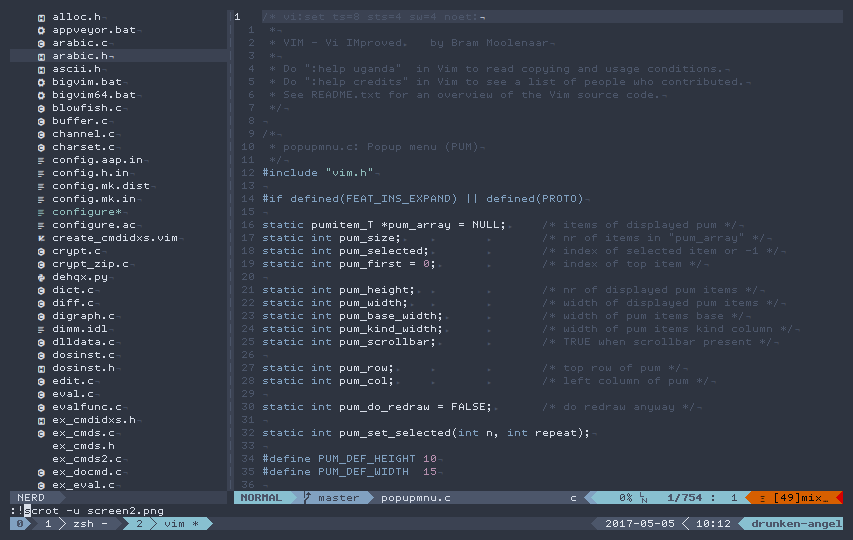 alloc.h
appveyor.bat
arabic.c
arabic.h
ascii.h
bigvim.bat
bigvim64.bat
blowfish.c
buffer.c
channel.c
charset.c
config.aap.in
config.h.in
config.mk.dist
config.mk.in
configure*
configure.ac
create_cmdidxs.vim
crypt.c
crypt_zip.c
dehqx.py
dict.c
diff.c
digraph.c
dimm.idl
dlldata.c
dosinst.c
dosinst.h
edit.c
eval.c
evalfunc.c
ex_cmdidxs.h
ex_cmds.c
ex_cmds.h
ex_cmds2.c
ex_docmd.c
ex_eval.c
NERD
1 /* vi:set ts=8 sts=4 sw=4 noet:
1 *
2 * VIM - Vi IMproved. by Bram Moolenaar
3 *
4 * Do ":help uganda" in Vim to read copying and usage conditions.
5 * Do ":help credits" in Vim to see a list of people who contributed.
6 * See README.txt for an overview of the Vim source code.
7 */
8
9 /*
10 * popupmnu.c: Popup menu (PUM)
11 */
12 #include "vim.h"
13
14 #if defined(FEAT_INS_EXPAND) || defined(PROTO)
15
16 static pumitem_T *pum_array = NULL; /* items of displayed pum */
17 static int pum_size; /* nr of items in "pum_array" */
18 static int pum_selected; /* index of selected item or -1 */
19 static int pum_first = 0; /* index of top item */
20
21 static int pum_height; /* nr of displayed pum items */
22 static int pum_width; /* width of displayed pum items */
23 static int pum_base_width; /* width of pum items base */
24 static int pum_kind_width; /* width of pum items kind column */
25 static int pum_scrollbar; /* TRUE when scrollbar present */
26
27 static int pum_row; /* top row of pum */
28 static int pum_col; /* left column of pum */
29
30 static int pum_do_redraw = FALSE; /* do redraw anyway */
31
32 static int pum_set_selected(int n, int repeat);
33
34 #define PUM_DEF_HEIGHT 10
35 #define PUM_DEF_WIDTH 15
36
NORMAL master popupmnu.c c 0% 1/754 : 1 Ξ [49]mix_
:!scrot -u screen2.png
0 1 zsh - 2 vim * 2017-05-05 10:12 drunken-angel